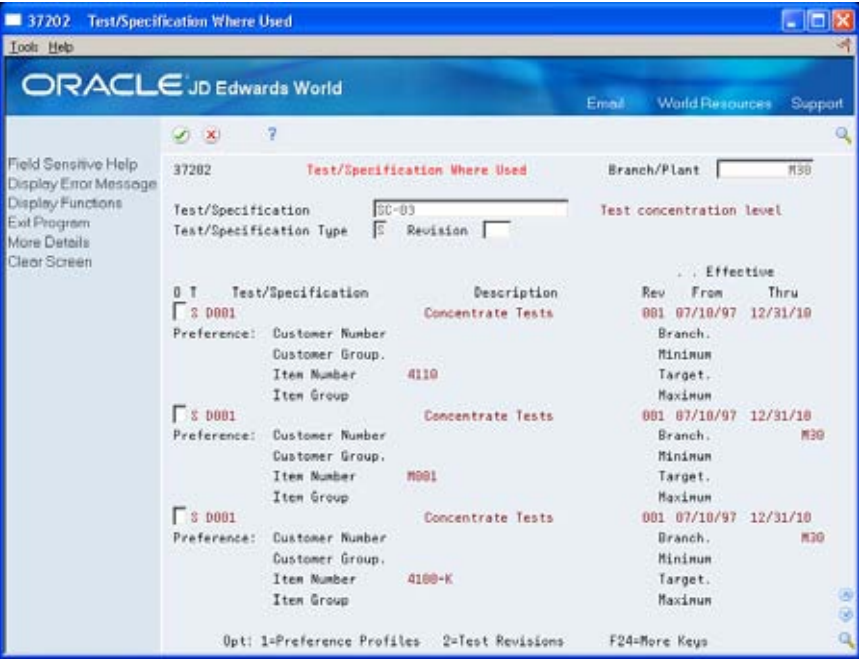 37202 Test/Specification Where Used
Tools Help
ORACLE JD Edwards World
Email World Resources Support
?
Field Sensitive Help
Display Error Message
Display Functions
Exit Program
More Details
Clear Screen
37202 Test/Specification Where Used Branch/Plant M30
Test/Specification SC-03 Test concentration level
Test/Specification Type S Revision
. . Effective
O T Test/Specification Description Rev From Thru
S D001 Concentrate Tests 001 07/10/97 12/31/10
Preference: Customer Number Branch.
Customer Group. Minimum
Item Number 4110 Target.
Item Group Maximum
S D001 Concentrate Tests 001 07/10/97 12/31/10
Preference: Customer Number Branch. M30
Customer Group. Minimum
Item Number M001 Target.
Item Group Maximum
S D001 Concentrate Tests 001 07/10/97 12/31/10
Preference: Customer Number Branch. M30
Customer Group. Minimum
Item Number 4100-K Target.
Item Group Maximum
Opt: 1=Preference Profiles 2=Test Revisions F24=More Keys